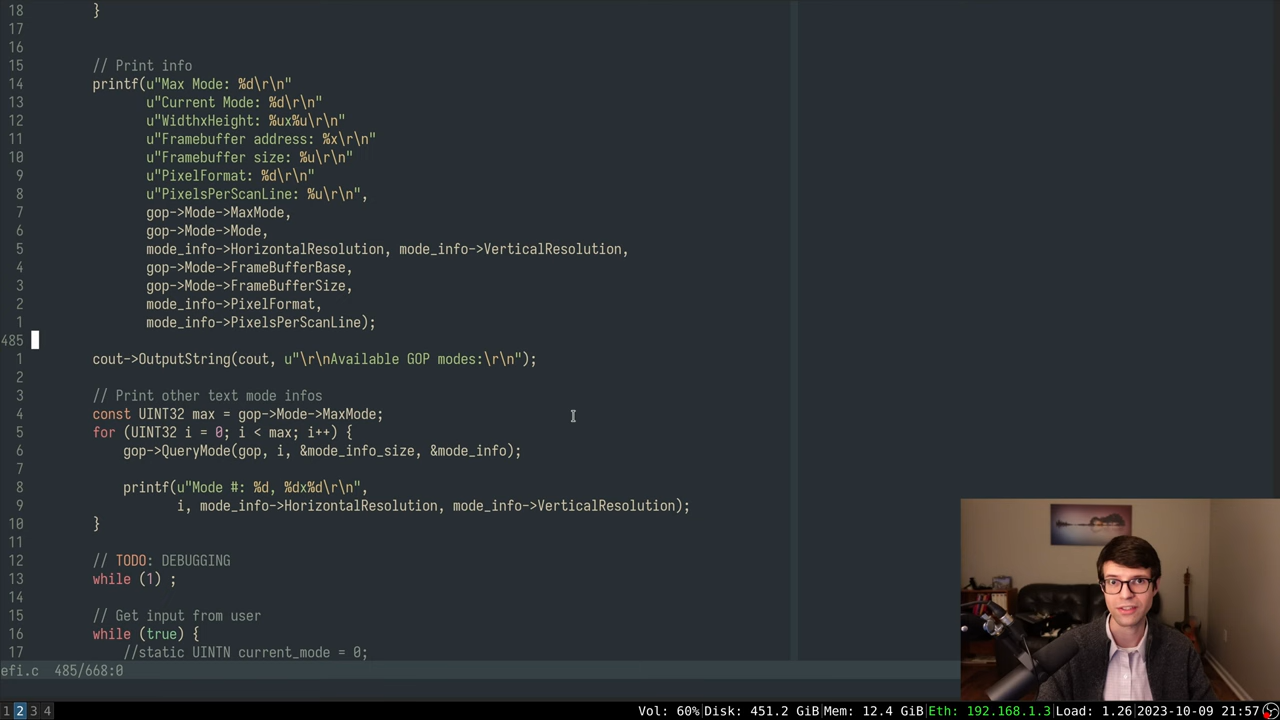 18 }
17
16
15 // Print info
14 printf(u"Max Mode: %d\r\n"
13 u"Current Mode: %d\r\n"
12 u"WidthxHeight: %ux%u\r\n"
11 u"Framebuffer address: %x\r\n"
10 u"Framebuffer size: %u\r\n"
9 u"PixelFormat: %d\r\n"
8 u"PixelsPerScanLine: %u\r\n",
7 gop->Mode->MaxMode,
6 gop->Mode->Mode,
5 mode_info->HorizontalResolution, mode_info->VerticalResolution,
4 gop->Mode->FrameBufferBase,
3 gop->Mode->FrameBufferSize,
2 mode_info->PixelFormat,
1 mode_info->PixelsPerScanLine);
485
1 cout->OutputString(cout, u"\r\nAvailable GOP modes:\r\n");
2
3 // Print other text mode infos
4 const UINT32 max = gop->Mode->MaxMode;
5 for (UINT32 i = 0; i < max; i++) {
6 gop->QueryMode(gop, i, &mode_info_size, &mode_info);
7
8 printf(u"Mode #: %d, %dx%d\r\n",
9 i, mode_info->HorizontalResolution, mode_info->VerticalResolution);
10 }
11
12 // TODO: DEBUGGING
13 while (1) ;
14
15 // Get input from user
16 while (true) {
17 //static UINTN current_mode = 0;
efi.c 485/668:0
1 2 3 4 Vol: 60%|Disk: 451.2 GiB|Mem: 12.4 GiB|Eth: 192.168.1.3|Load: 1.26|2023-10-09 21:57